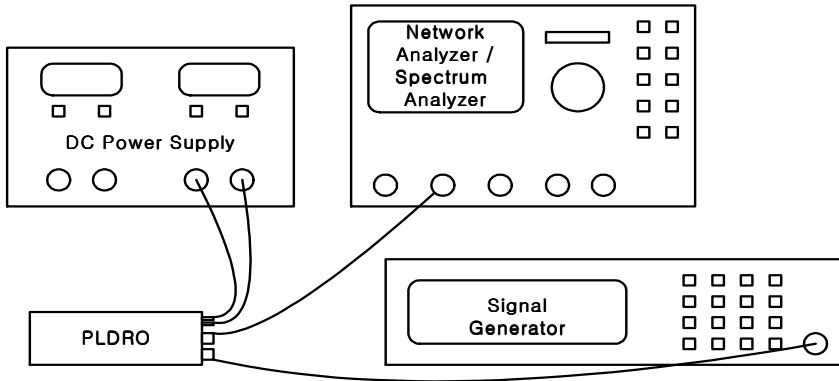 Network
Analyzer /
Spectrum
Analyzer
DC Power Supply
PLDRO
Signal
Generator